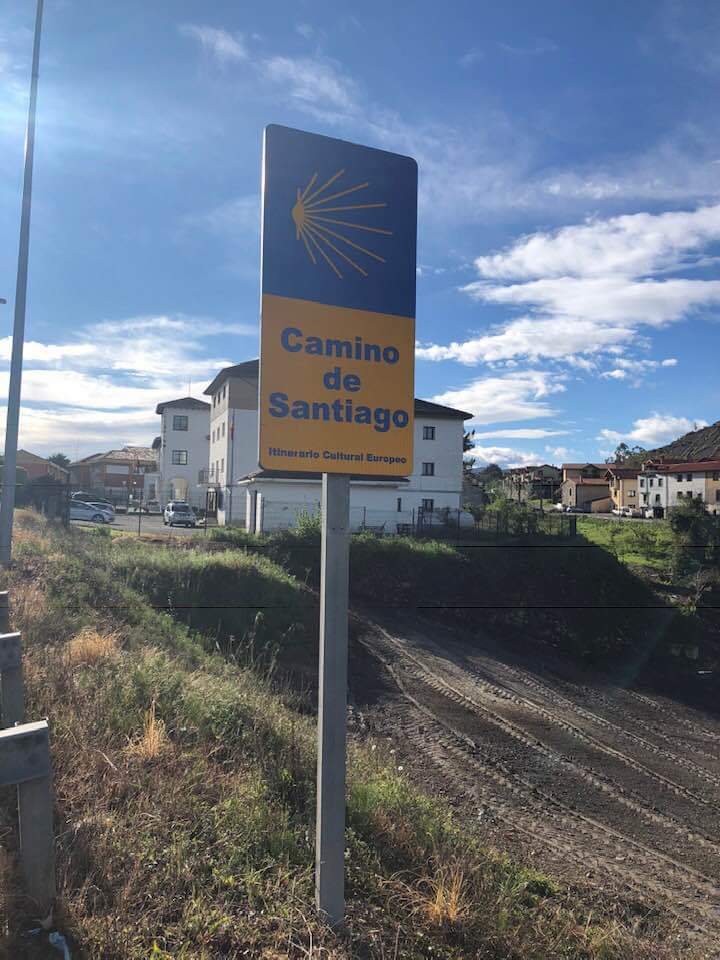 Camino
de
Santiago
Itinerario Cultural Europeo